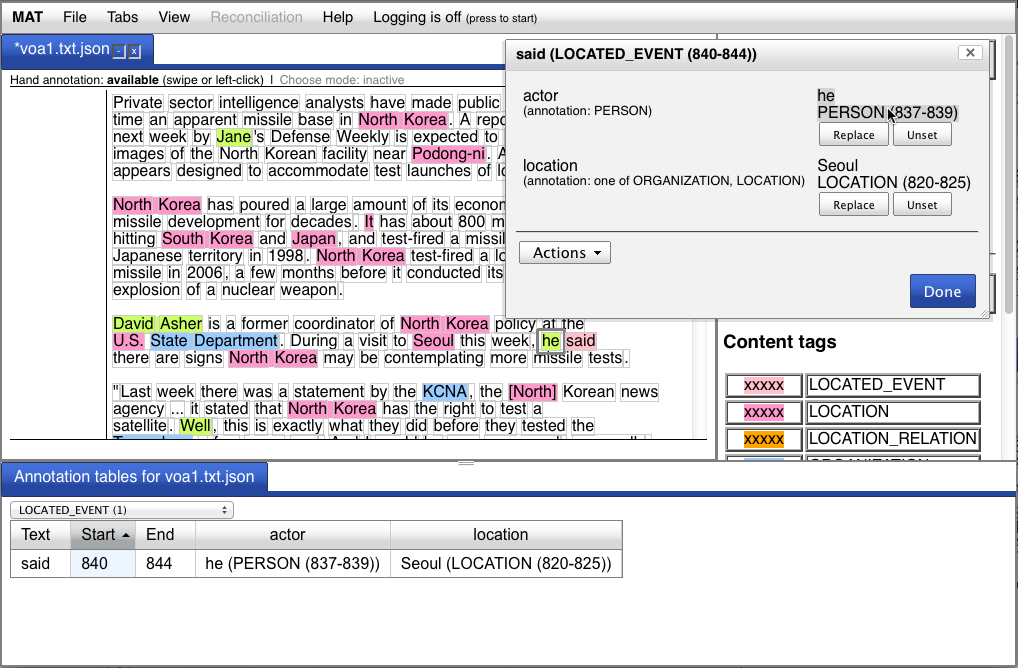 MAT File Tabs View Reconciliation Help Logging is off (press to start)
*voa1.txt.json - x
Hand annotation: available (swipe or left-click) I Choose mode: inactive
Private sector intelligence analysts have made public
time an apparent missile base in North Korea. A
next week by Jane's Defense Weekly is expected to
images of the North Korean facility near Podong-ni.
appears designed to accommodate test launches of
North Korea has poured a large amount of its
missile development for decades. It has about 800
hitting South Korea and Japan, and test-fired a
Japanese territory in 1998. North Korea test-fired a
missile in 2006, a few months before it conducted its
explosion of a nuclear weapon.
David Asher is a former coordinator of North Korea policy at the
U.S. State Department. During a visit to Seoul this week, he said
there are signs North Korea may be contemplating more missile tests.
"Last week there was a statement by the KCNA, the [North] Korean news
agency ... it stated that North Korea has the right to test a
satellite. Well, this is exactly what they did before they tested the
said (LOCATED_EVENT (840-844))
x
actor
(annotation: PERSON)
he
PERSON (837-839)
Replace Unset
location
(annotation: one of ORGANIZATION, LOCATION)
Seoul
LOCATION (820-825)
Replace Unset
Actions
Done
Content tags
xxxxx LOCATED_EVENT
xxxxx LOCATION
xxxxx LOCATION_RELATION
Annotation tables for voa1.txt.json
LOCATED_EVENT (1)
Text Start End actor location
said 840 844 he (PERSON (837-839)) Seoul (LOCATION (820-825))